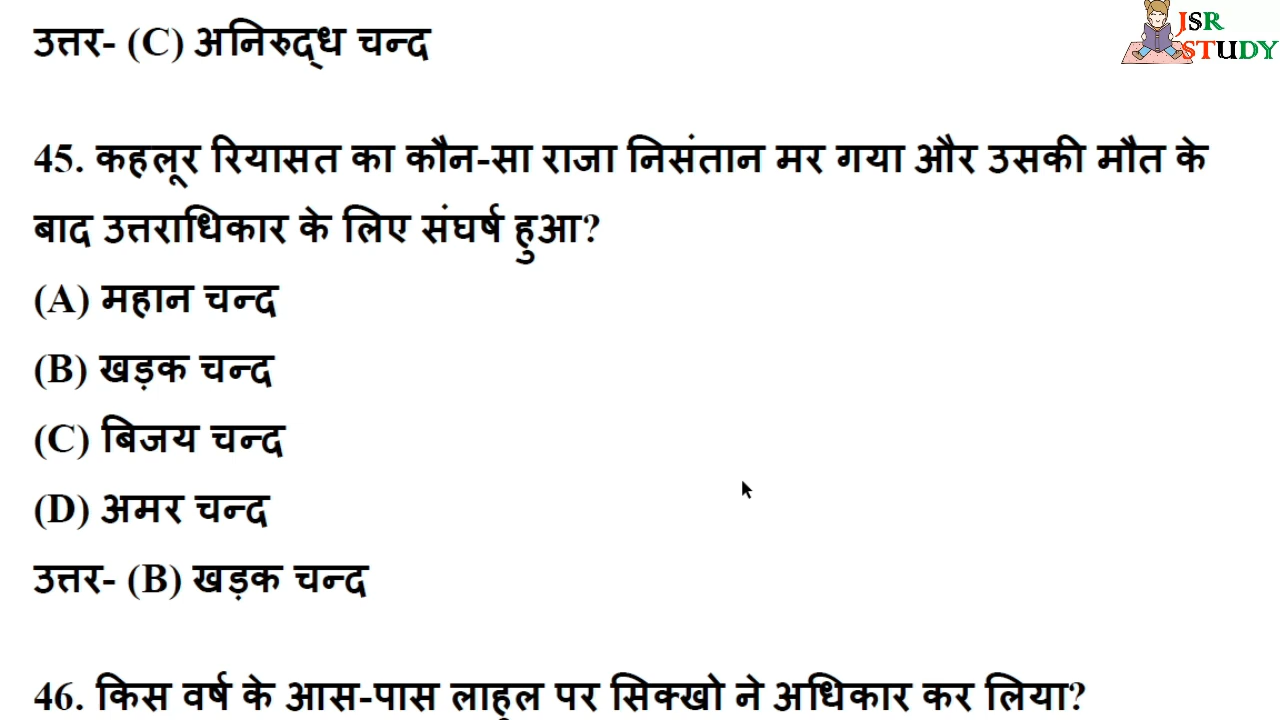 उत्तर- (C) अनिरुद्ध चन्द
JSR
STUDY
45. कहलूर रियासत का कौन-सा राजा निसंतान मर गया और उसकी मौत के
बाद उत्तराधिकार के लिए संघर्ष हुआ?
(A) महान चन्द
(B) खड़क चन्द
(C) बिजय चन्द
(D) अमर चन्द
उत्तर- (B) खड़क चन्द
46. किस वर्ष के आस-पास लाहुल पर सिक्खो ने अधिकार कर लिया?